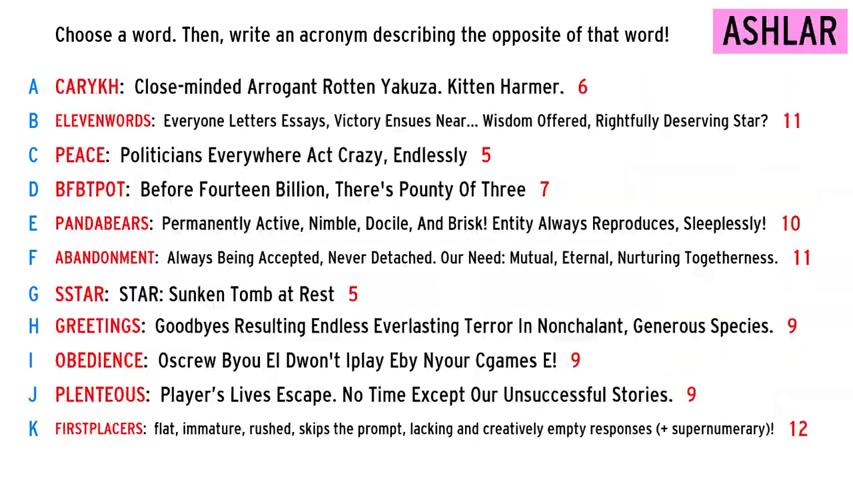 Choose a word. Then, write an acronym describing the opposite of that word!
ASHLAR
A CARYKH: Close-minded Arrogant Rotten Yakuza. Kitten Harmer. 6
B ELEVENWORDS: Everyone Letters Essays, Victory Ensues Near... Wisdom Offered, Rightfully Deserving Star? 11
C PEACE: Politicians Everywhere Act Crazy, Endlessly 5
D BFBTPOT: Before Fourteen Billion, There's Pounty Of Three 7
E PANDABEARS: Permanently Active, Nimble, Docile, And Brisk! Entity Always Reproduces, Sleeplessly! 10
F ABANDONMENT: Always Being Accepted, Never Detached. Our Need: Mutual, Eternal, Nurturing Togetherness. 11
G SSTAR: STAR: Sunken Tomb at Rest 5
H GREETINGS: Goodbyes Resulting Endless Everlasting Terror In Nonchalant, Generous Species. 9
I OBEDIENCE: Oscrew Byou EI Dwon't Iplay Eby Nyour Cgames E! 9
J PLENTEOUS: Player's Lives Escape. No Time Except Our Unsuccessful Stories. 9
K FIRSTPLACERS: flat, immature, rushed, skips the prompt, lacking and creatively empty responses (+ supernumerary)! 12